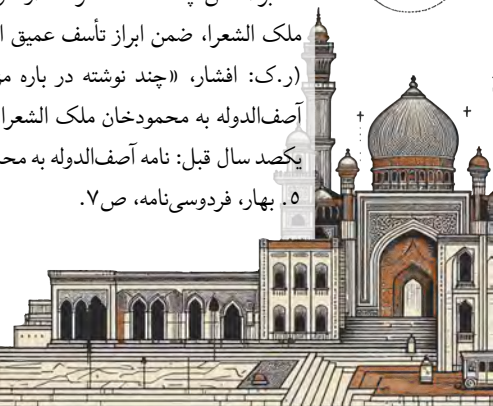 ملک الشعرا، ضمن ابراز تأسف عمیق ا
(ر.ک: افشار، «چند نوشته در باره مر
آصف‌الدوله به محمودخان ملک الشعرا
یکصد سال قبل: نامه آصف‌الدوله به مح
۵. بهار، فردوسی‌نامه، ص۷.